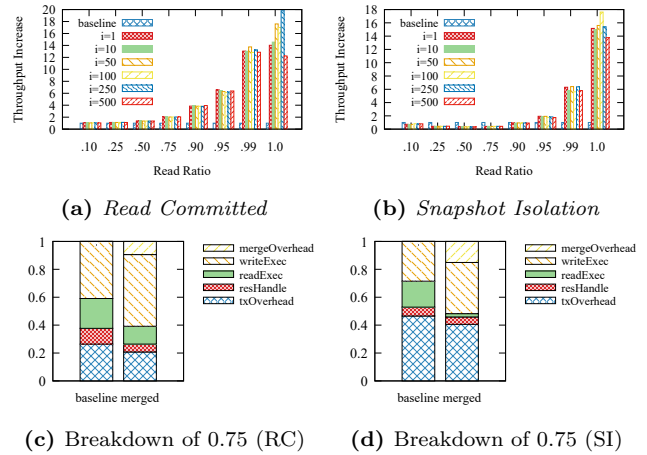 Throughput Increase
20
18
16
14
12
10
8
6
4
2
0
baseline
i=1
i=10
i=50
i=100
i=250
i=500
.10 .25 .50 .75 .90 .95 .99 1.0
Read Ratio
(a) Read Committed
Throughput Increase
18
16
14
12
10
8
6
4
2
0
baseline
i=1
i=10
i=50
i=100
i=250
i=500
.10 .25 .50 .75 .90 .95 .99 1.0
Read Ratio
(b) Snapshot Isolation
1
0.8
0.6
0.4
0.2
0
baseline merged
mergeOverhead
writeExec
readExec
resHandle
txOverhead
(c) Breakdown of 0.75 (RC)
1
0.8
0.6
0.4
0.2
0
baseline merged
mergeOverhead
writeExec
readExec
resHandle
txOverhead
(d) Breakdown of 0.75 (SI)